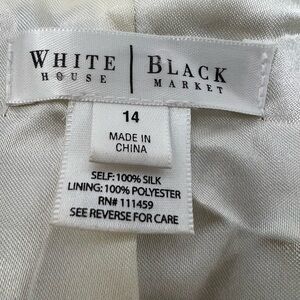 WHITE | BLACK
HOUSE | MARKET
14
MADE IN
CHINA
SELF: 100% SILK
LINING: 100% POLYESTER
RN# 111459
SEE REVERSE FOR CARE